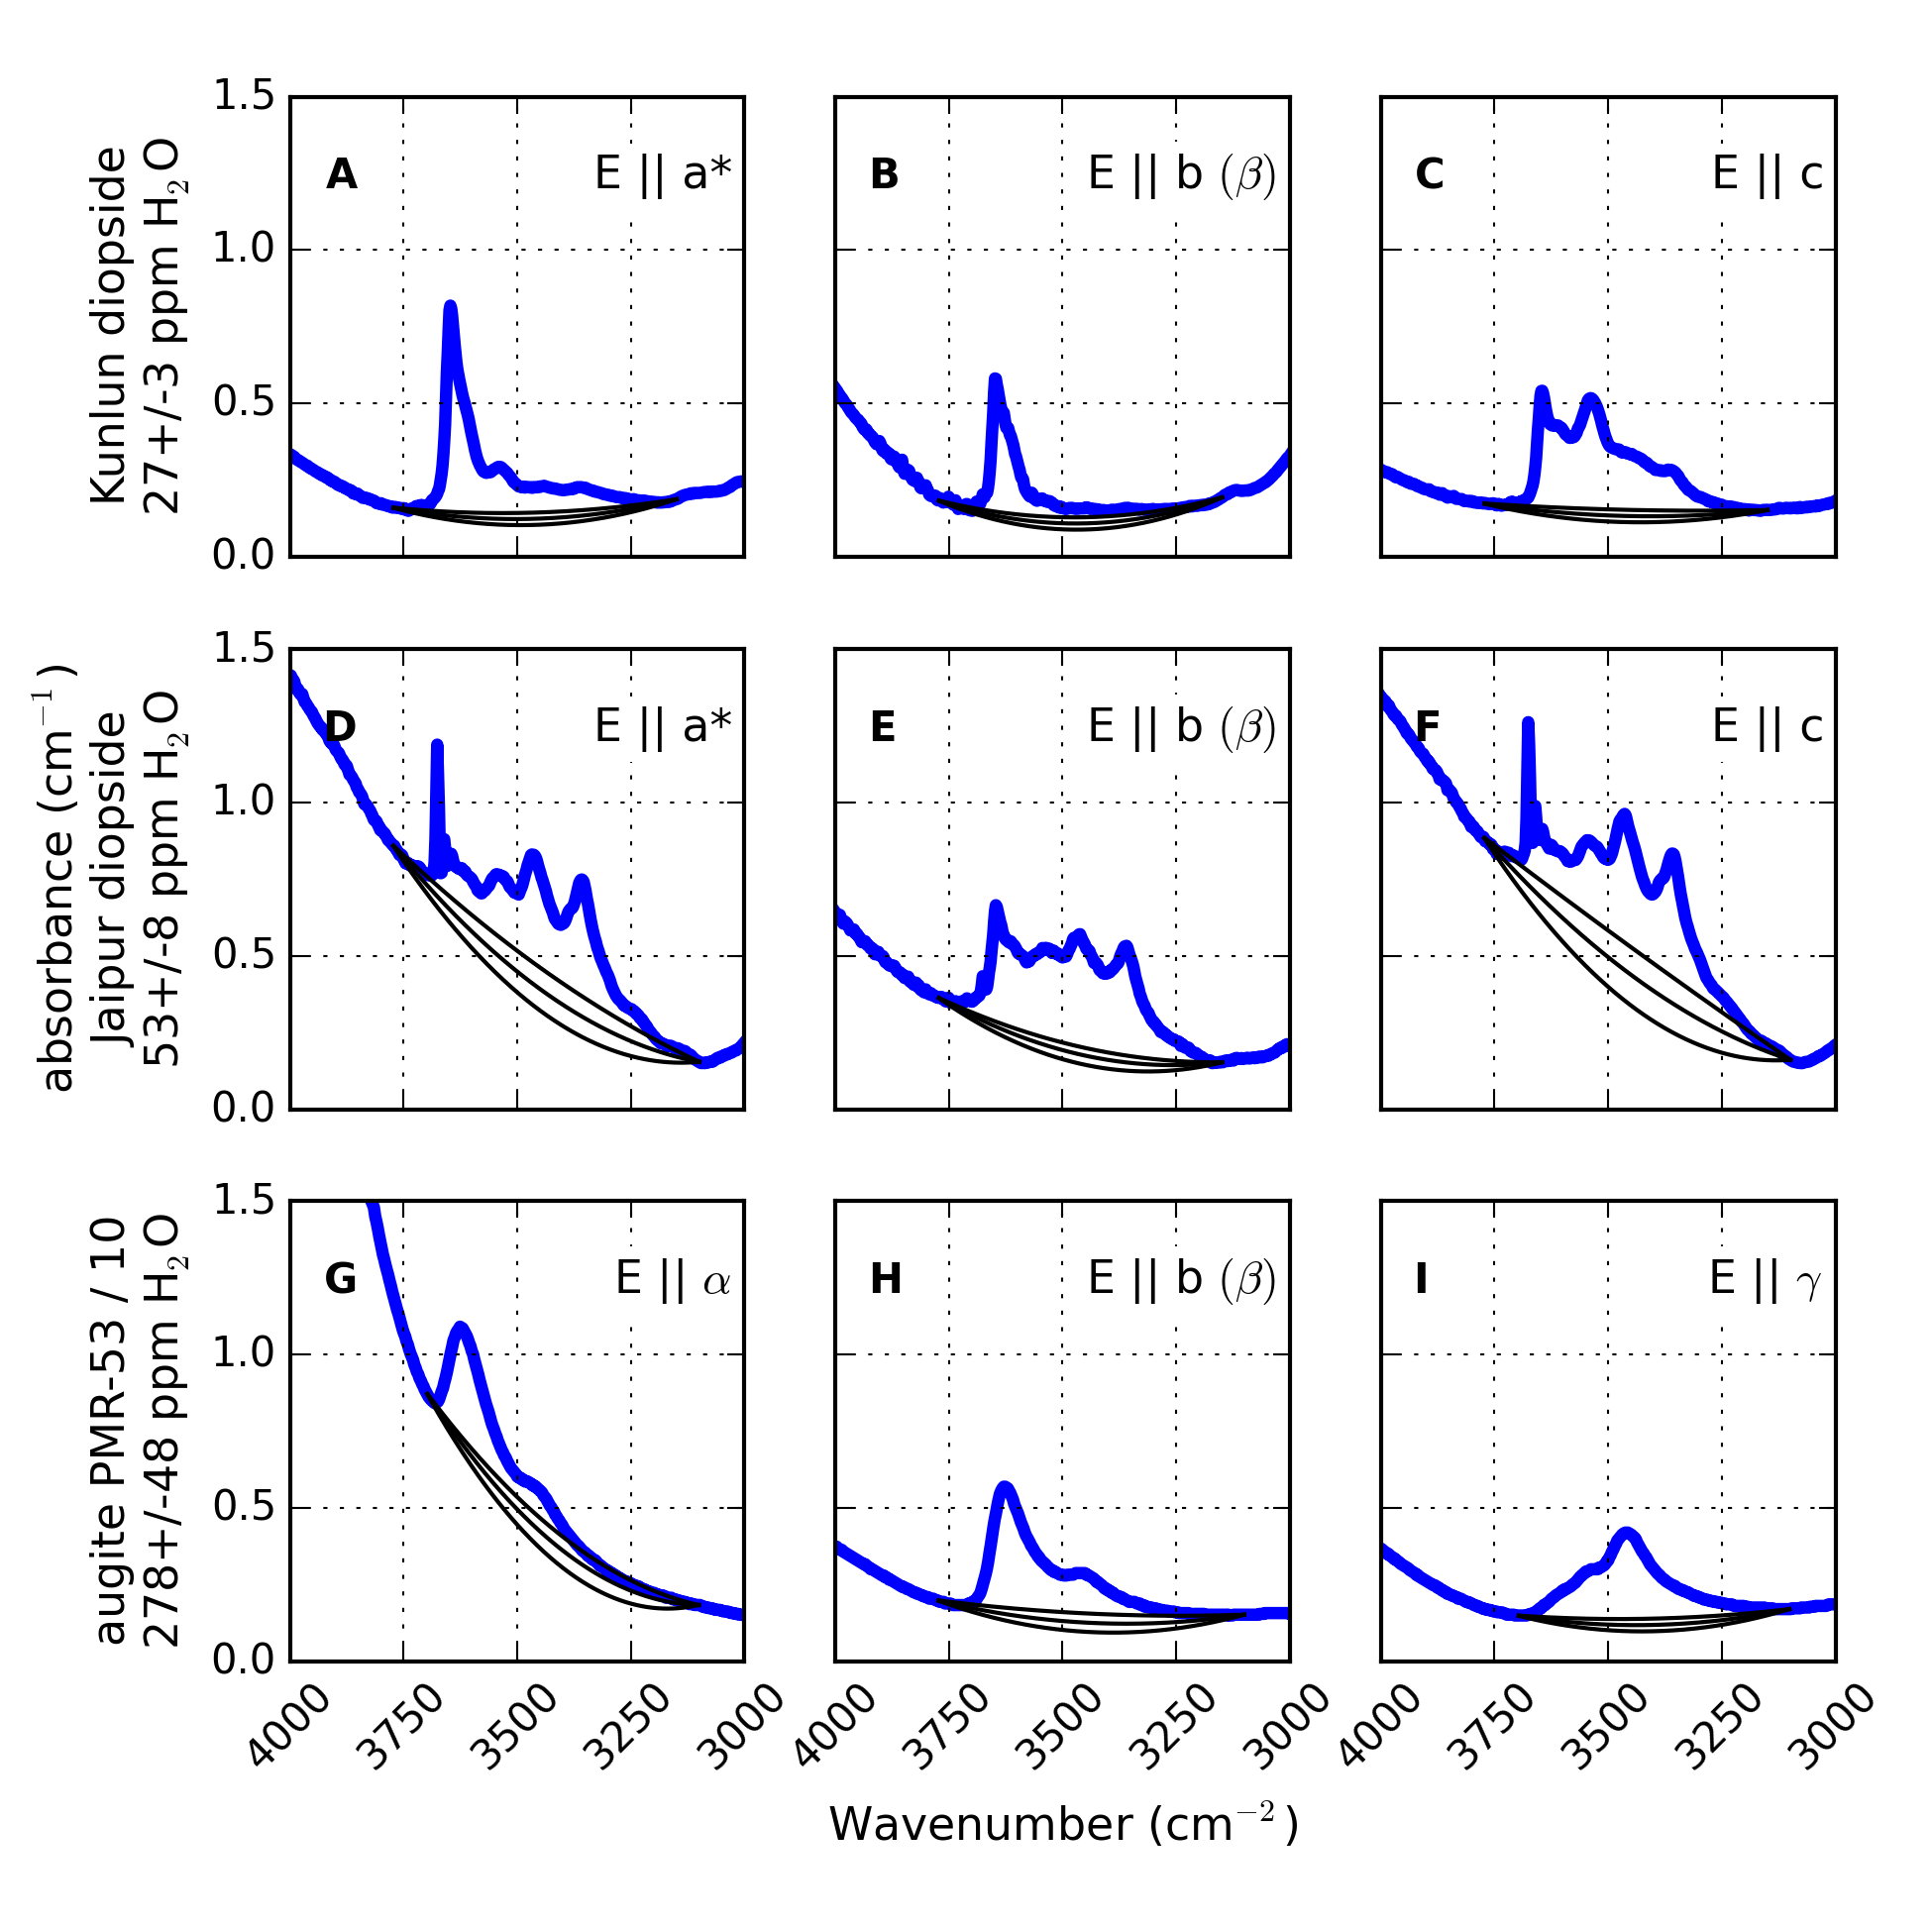 Kunlun diopside
27+/-3 ppm H₂O
1.5
1.0
0.5
0.0
A
E || a*
B
E || b (β)
C
E || c
absorbance (cm⁻¹)
Jaipur diopside
53+/-8 ppm H₂O
1.5
1.0
0.5
0.0
D
E || a*
E
E || b (β)
F
E || c
augite PMR-53 / 10
278+/-48 ppm H₂O
1.5
1.0
0.5
0.0
G
E || α
H
E || b (β)
I
E || γ
4000 3750 3500 3250 3000
4000 3750 3500 3250 3000
4000 3750 3500 3250 3000
Wavenumber (cm⁻²)